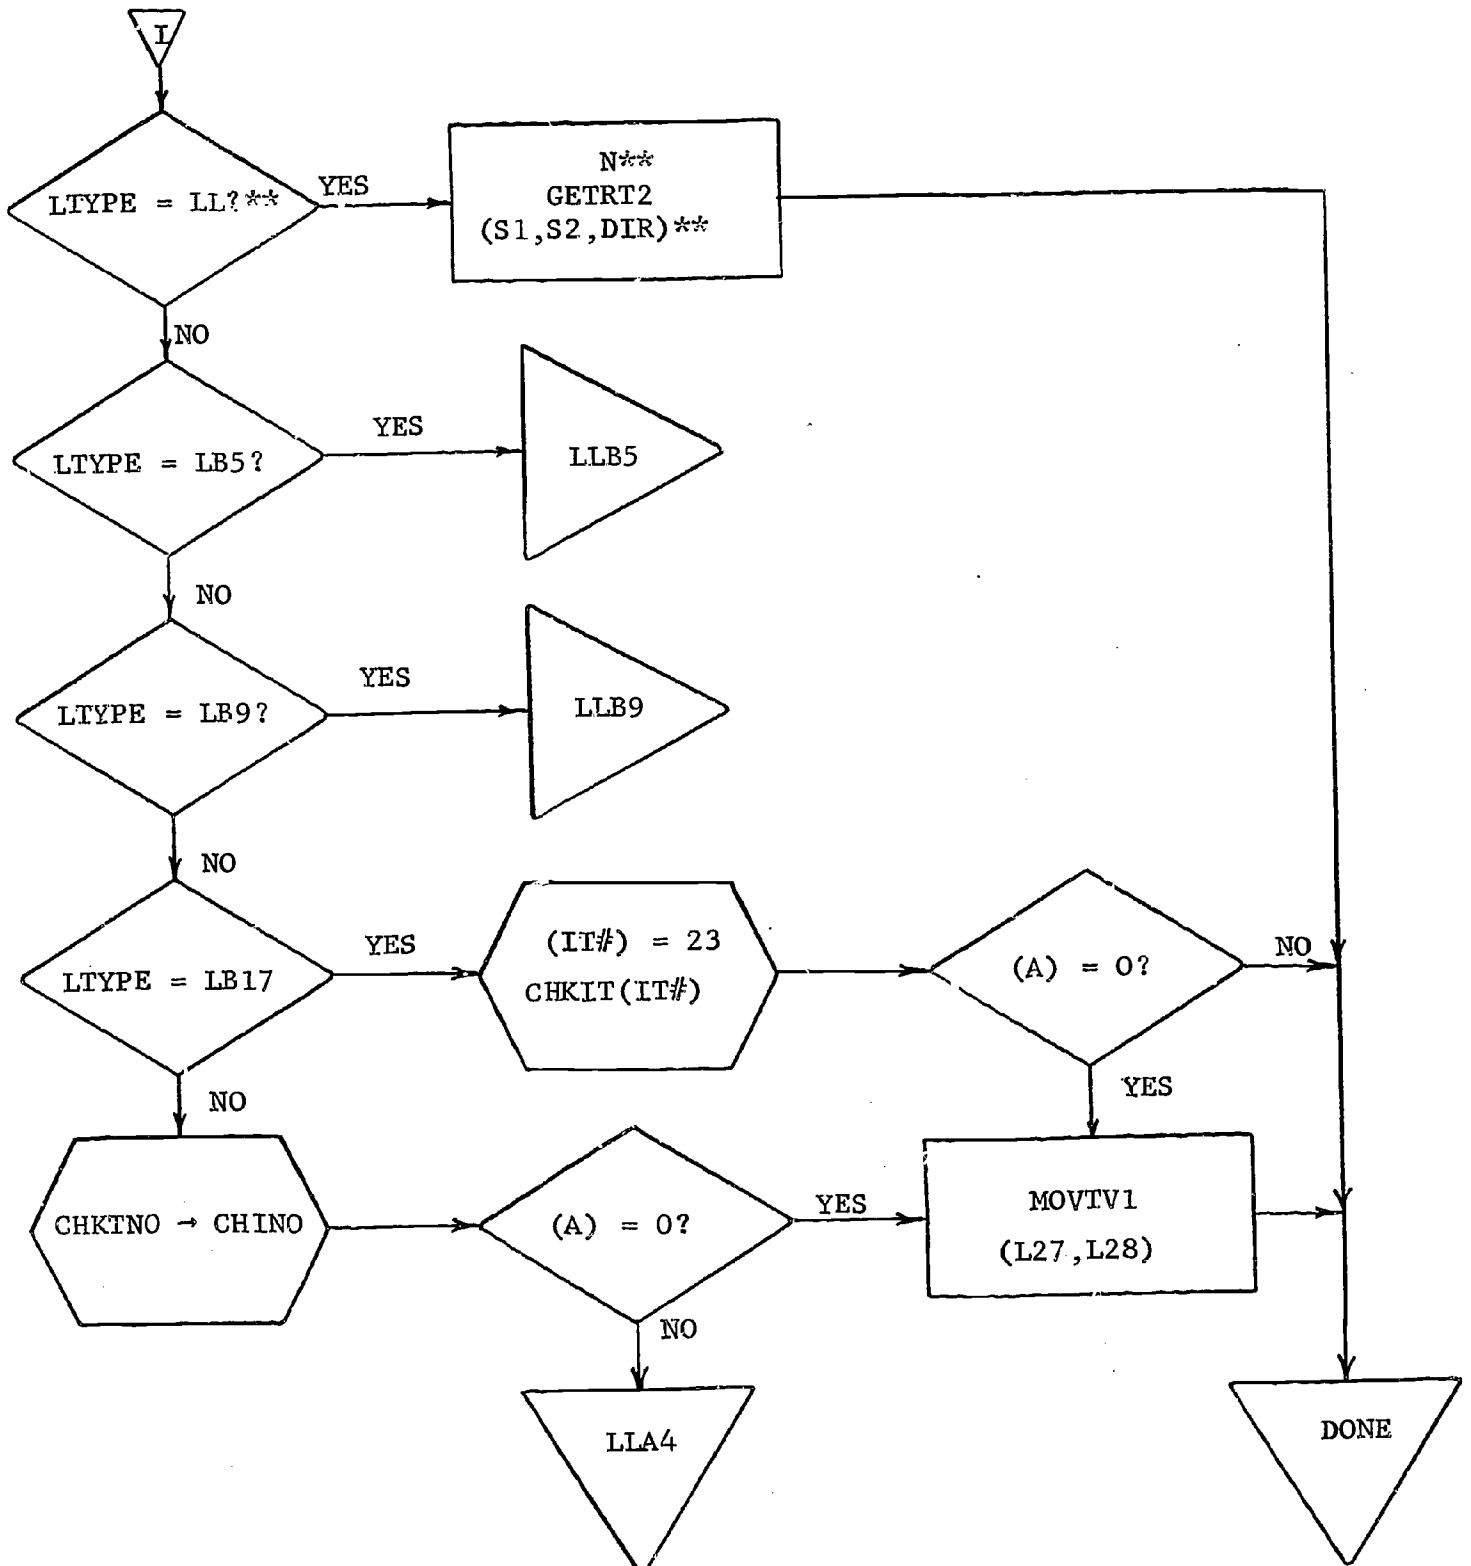 I
LTYPE = LL?**
YES
N**
GETRT2
(S1,S2,DIR)**
NO
LTYPE = LB5?
YES
LLB5
NO
LTYPE = LB9?
YES
LLB9
NO
LTYPE = LB17
YES
(IT#) = 23
CHKIT(IT#)
(A) = 0?
NO
YES
NO
CHKTNO → CHINO
(A) = 0?
YES
MOVTV1
(L27,L28)
NO
LLA4
DONE